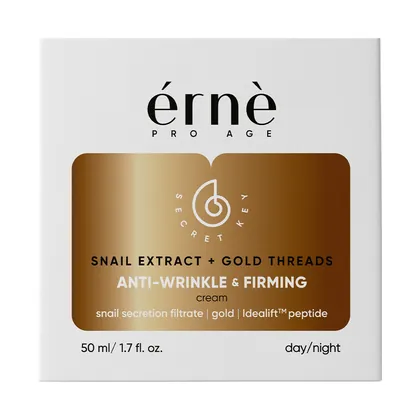 érnè
PRO AGE
SECRET KEY
SNAIL EXTRACT + GOLD THREADS
ANTI-WRINKLE & FIRMING
cream
snail secretion filtrate | gold | Idealift™ peptide
50 ml/ 1.7 fl. oz. day/night